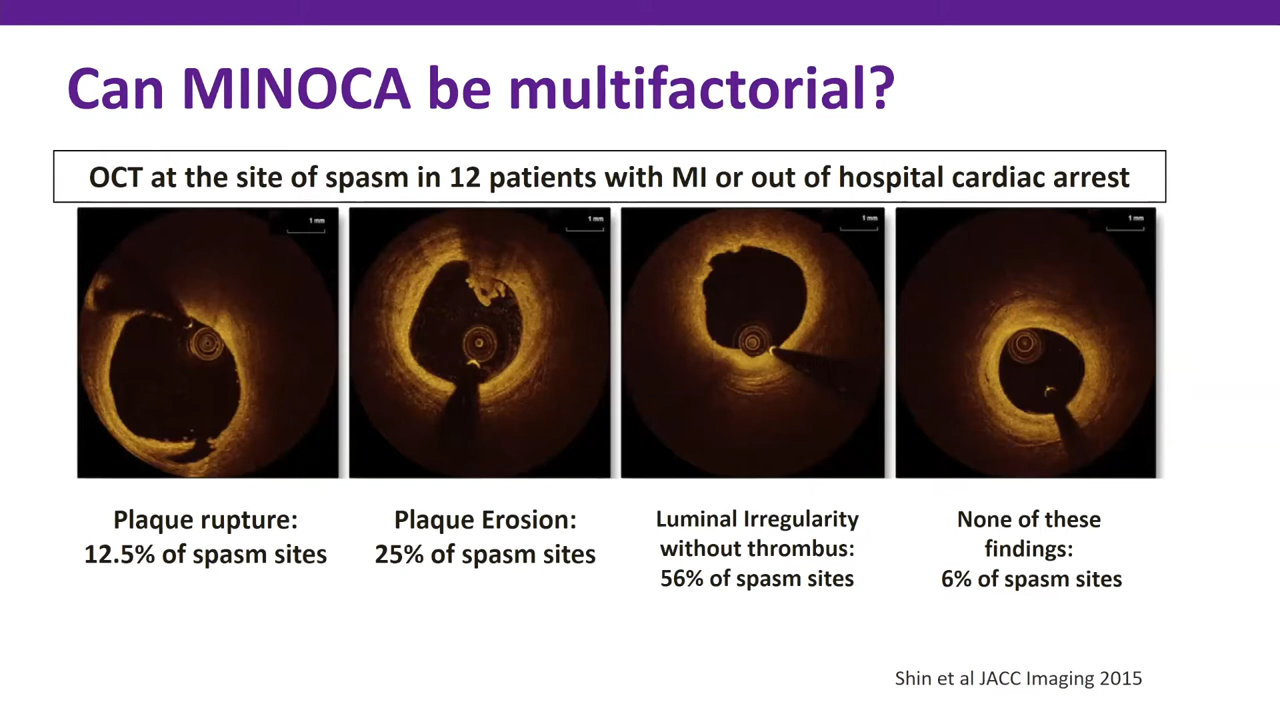 Can MINOCA be multifactorial?
OCT at the site of spasm in 12 patients with MI or out of hospital cardiac arrest
1 mm
1 mm
1 mm
1 mm
Plaque rupture:
12.5% of spasm sites
Plaque Erosion:
25% of spasm sites
Luminal Irregularity
without thrombus:
56% of spasm sites
None of these
findings:
6% of spasm sites
Shin et al JACC Imaging 2015